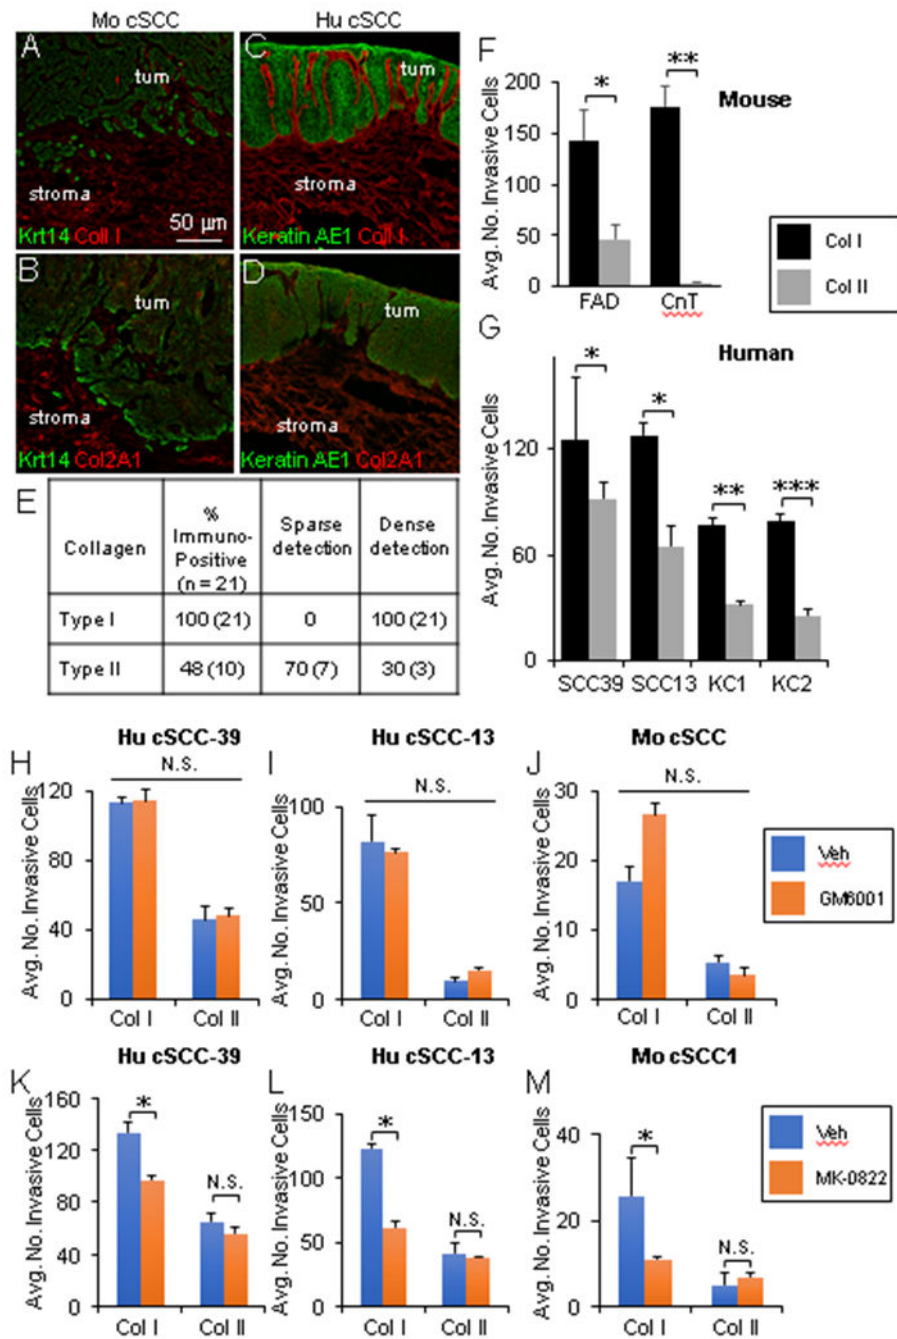 Mo cSCC
Hu cSCC
A
tum
stroma
Krt14 Coll I
50 µm
C
tum
stroma
Keratin AE1 Col I
B
tum
stroma
Krt14 Col2A1
D
tum
stroma
Keratin AE1 Col2A1
E
Collagen
%
Immuno-
Positive
(n = 21)
Sparse
detection
Dense
detection
Type I
100 (21)
0
100 (21)
Type II
48 (10)
70 (7)
30 (3)
F
Avg. No. Invasive Cells
200
150
100
50
0
*
**
Mouse
FAD
CnT
Col I
Col II
G
Human
Avg. No. Invasive Cells
120
60
0
*
*
**
***
SCC39
SCC13
KC1
KC2
Hu cSCC-39
H
N.S.
Avg. No. Invasive Cells
120
80
40
0
Col I
Col II
Hu cSCC-13
I
N.S.
Avg. No. Invasive Cells
100
50
0
Col I
Col II
Mo cSCC
J
N.S.
Avg. No. Invasive Cells
30
20
10
0
Col I
Col II
Veh
GM6001
Hu cSCC-39
K
Avg. No. Invasive Cells
160
120
80
40
0
*
N.S.
Col I
Col II
Hu cSCC-13
L
Avg. No. Invasive Cells
150
100
50
0
*
N.S.
Col I
Col II
Mo cSCC1
M
Avg. No. Invasive Cells
40
20
0
*
N.S.
Col I
Col II
Veh
MK-0822